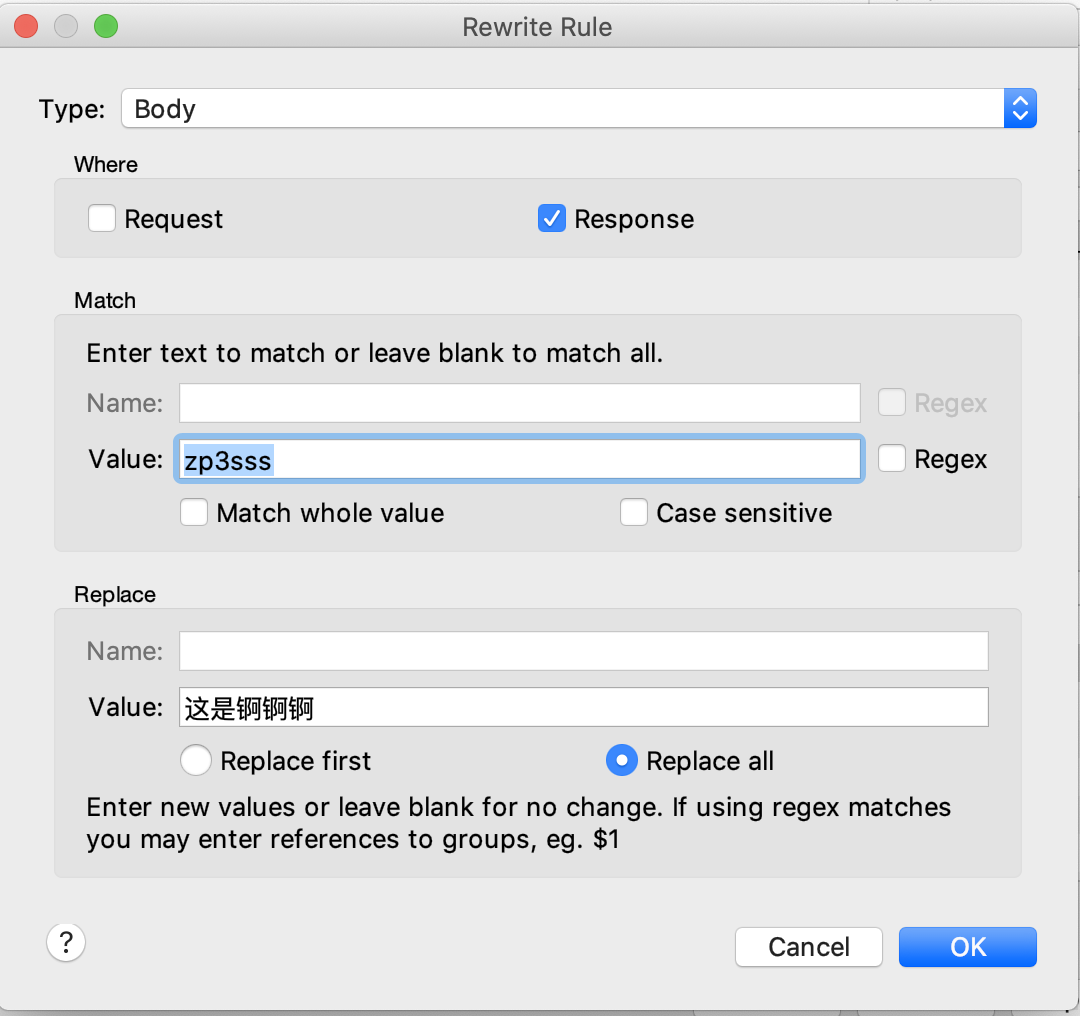 Rewrite Rule
Type: Body
Where
Request Response
Match
Enter text to match or leave blank to match all.
Name: Regex
Value: zp3sss Regex
Match whole value Case sensitive
Replace
Name:
Value: 这是锕锕锕
Replace first Replace all
Enter new values or leave blank for no change. If using regex matches
you may enter references to groups, eg. $1
? Cancel OK